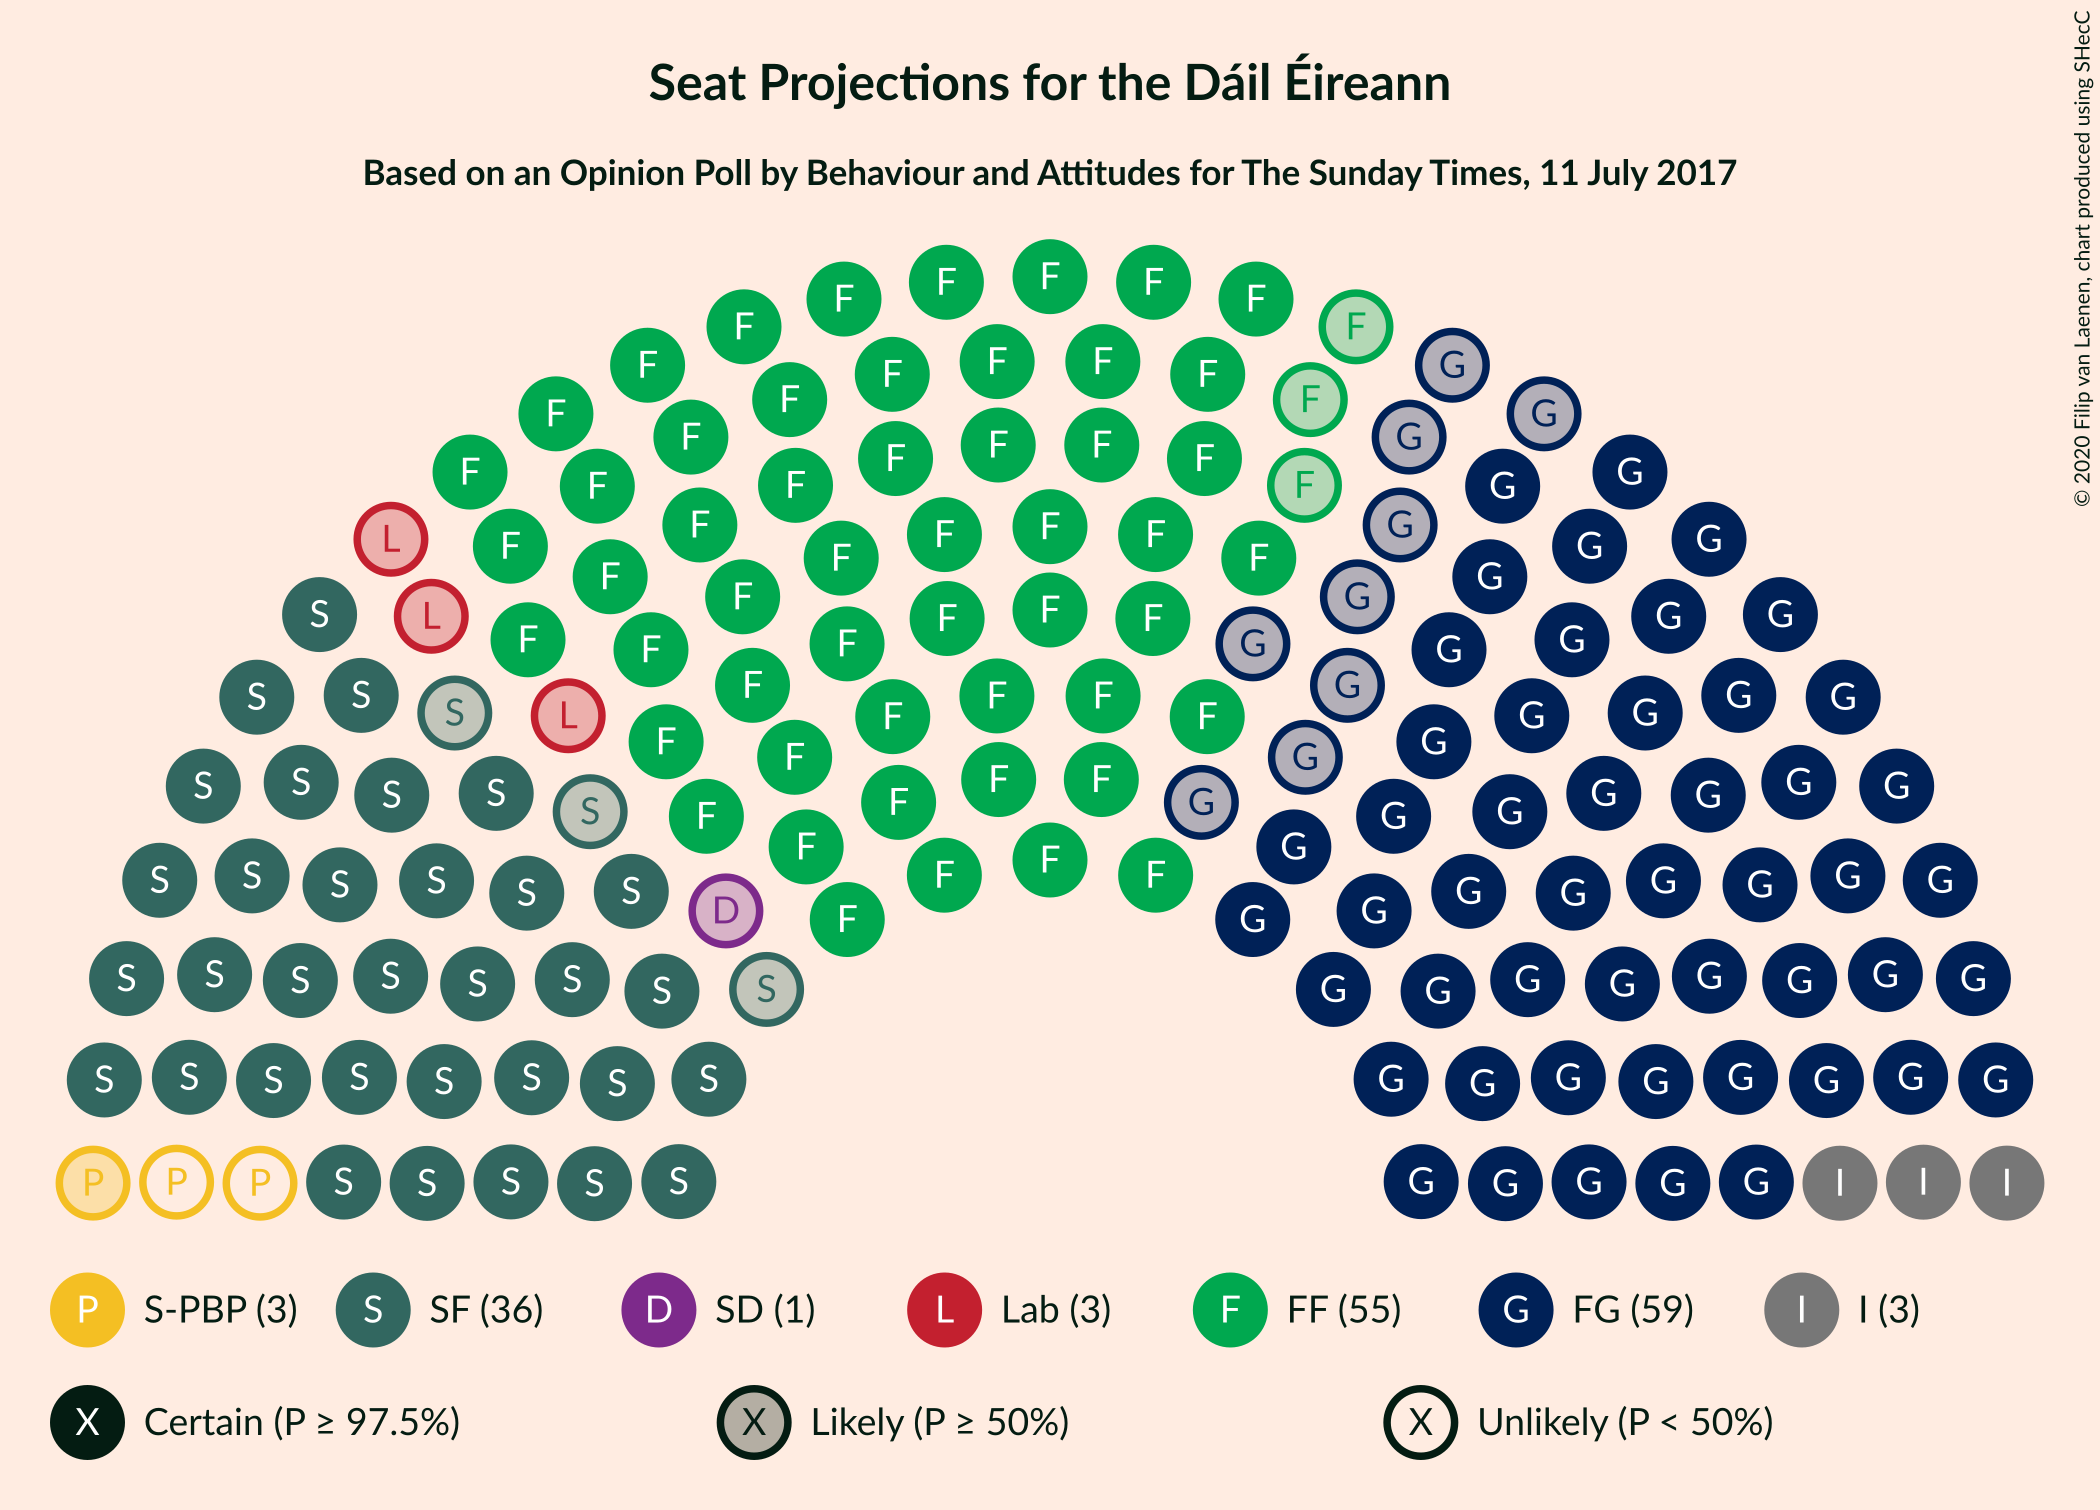 Seat Projections for the Dáil Éireann
Based on an Opinion Poll by Behaviour and Attitudes for The Sunday Times, 11 July 2017
© 2020 Filip van Laenen, chart produced using SHecC
F F F F F
F F F F
F F F F F F F G
F F F F F G G
F F F F F F G G
L F F F F F G G G
F F F F F F F G G
S L F F F F F G G G G
S S S L F F F F F G G G G G G
S S S S S F F F F G G G G G G
S S S S S S D F F F F F G G G G G G G G
S S S S S S S S G G G G G G G G
S S S S S S S S G G G G G G G G
P P P S S S S S G G G G G I I I
P S-PBP (3) S SF (36) D SD (1) L Lab (3) F FF (55) G FG (59) I I (3)
X Certain (P ≥ 97.5%) X Likely (P ≥ 50%) X Unlikely (P < 50%)